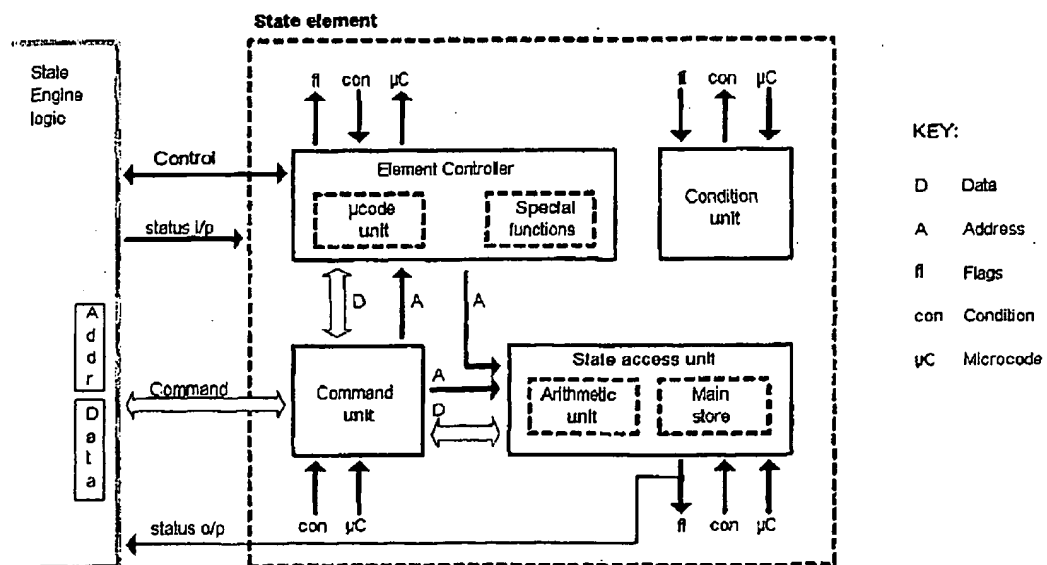 State element
State
Engine
logic
fl con µC
fl con µC
Control
Element Controller
µcode
unit
Special
functions
Condition
unit
status i/p
D A A
A
d
d
r
Command
Command
unit
A
D
State access unit
Arithmetic
unit
Main
store
D
a
t
a
con µC
fl con µC
status o/p
KEY:
D Data
A Address
fl Flags
con Condition
µC Microcode